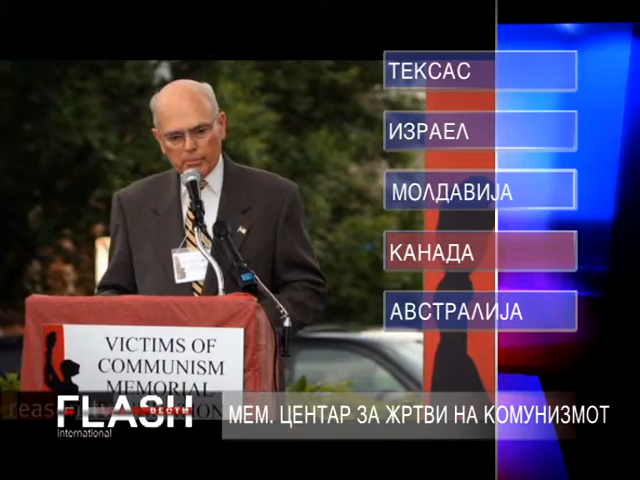 ТЕКСАС
ИЗРАЕЛ
МОЛДАВИЈА
КАНАДА
АВСТРАЛИЈА
VICTIMS OF
COMMUNISM
MEMORIAL
FLASH
International
МЕМ. ЦЕНТАР ЗА ЖРТВИ НА КОМУНИЗМОТ